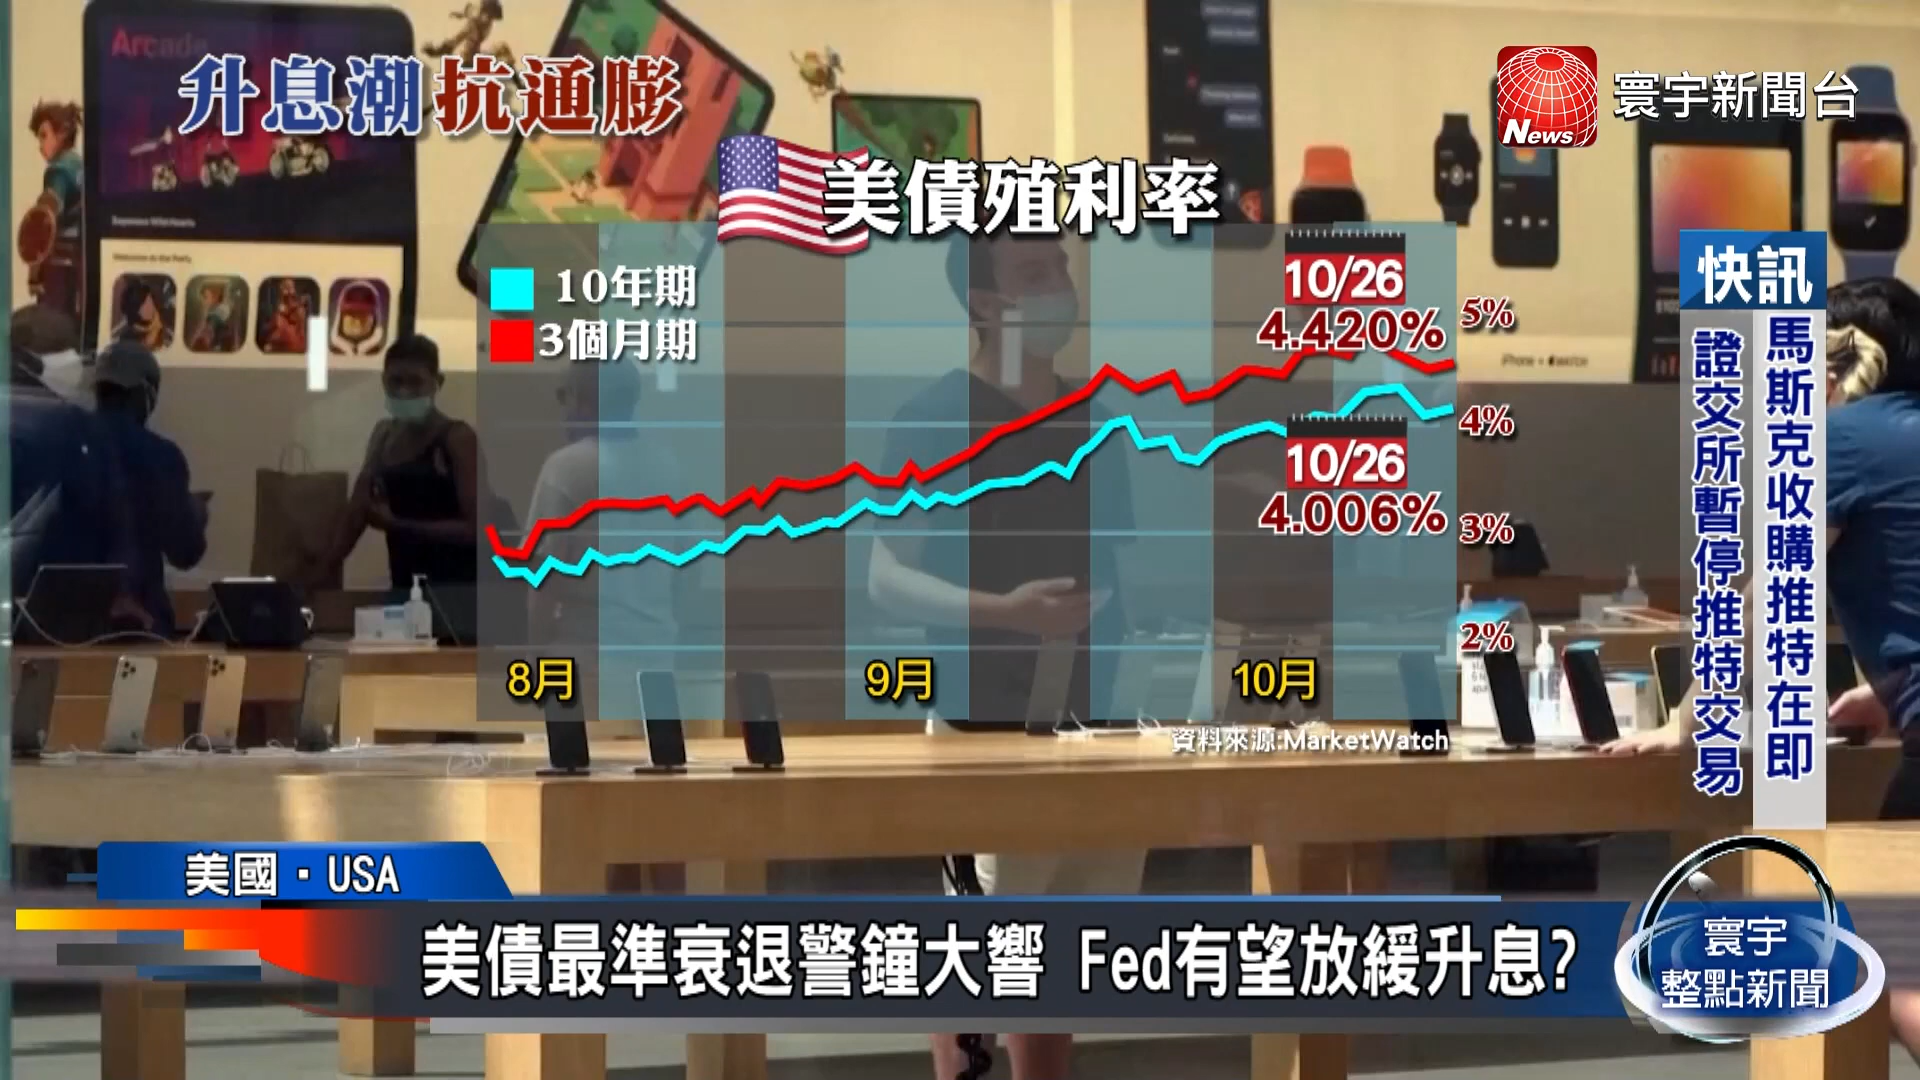 升息潮抗通膨
News
寰宇新聞台
Arcade
美債殖利率
10年期
3個月期
10/26
4.420%
10/26
4.006%
5%
4%
3%
2%
8月
9月
10月
資料來源:MarketWatch
快訊
馬斯克收購推特在即
證交所暫停推特交易
美國・USA
美債最準衰退警鐘大響 Fed有望放緩升息?
寰宇
整點新聞